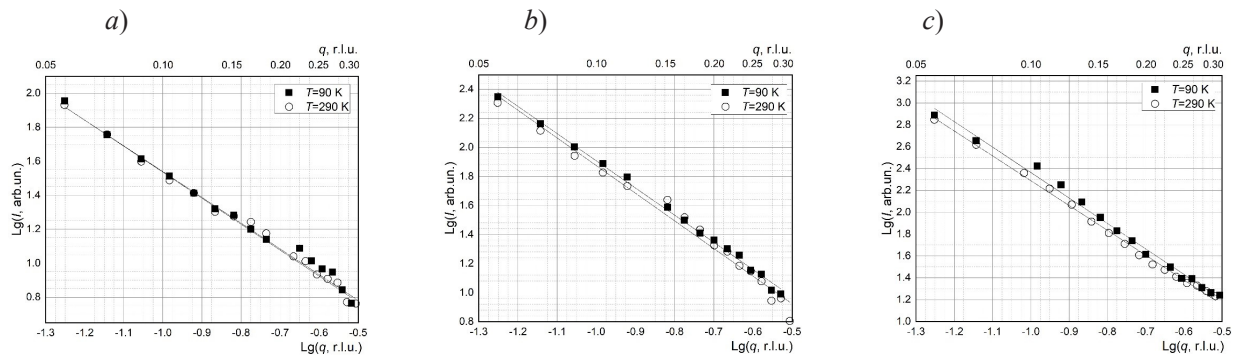 a)
b)
c)
q, r.l.u.
0.05 0.10 0.15 0.20 0.25 0.30
Lg(I, arb.un.)
2.0
1.8
1.6
1.4
1.2
1.0
0.8
T=90 K
T=290 K
-1.3 -1.2 -1.1 -1.0 -0.9 -0.8 -0.7 -0.6 -0.5
Lg(q, r.l.u.)
q, r.l.u.
0.05 0.10 0.15 0.20 0.25 0.30
Lg(I, arb.un.)
2.4
2.2
2.0
1.8
1.6
1.4
1.2
1.0
0.8
T=90 K
T=290 K
-1.3 -1.2 -1.1 -1.0 -0.9 -0.8 -0.7 -0.6 -0.5
Lg(q, r.l.u.)
q, r.l.u.
0.05 0.10 0.15 0.20 0.25 0.30
Lg(I, arb.un.)
3.2
3.0
2.8
2.6
2.4
2.2
2.0
1.8
1.6
1.4
1.2
1.0
T=90 K
T=290 K
-1.3 -1.2 -1.1 -1.0 -0.9 -0.8 -0.7 -0.6 -0.5
Lg(q, r.l.u.)